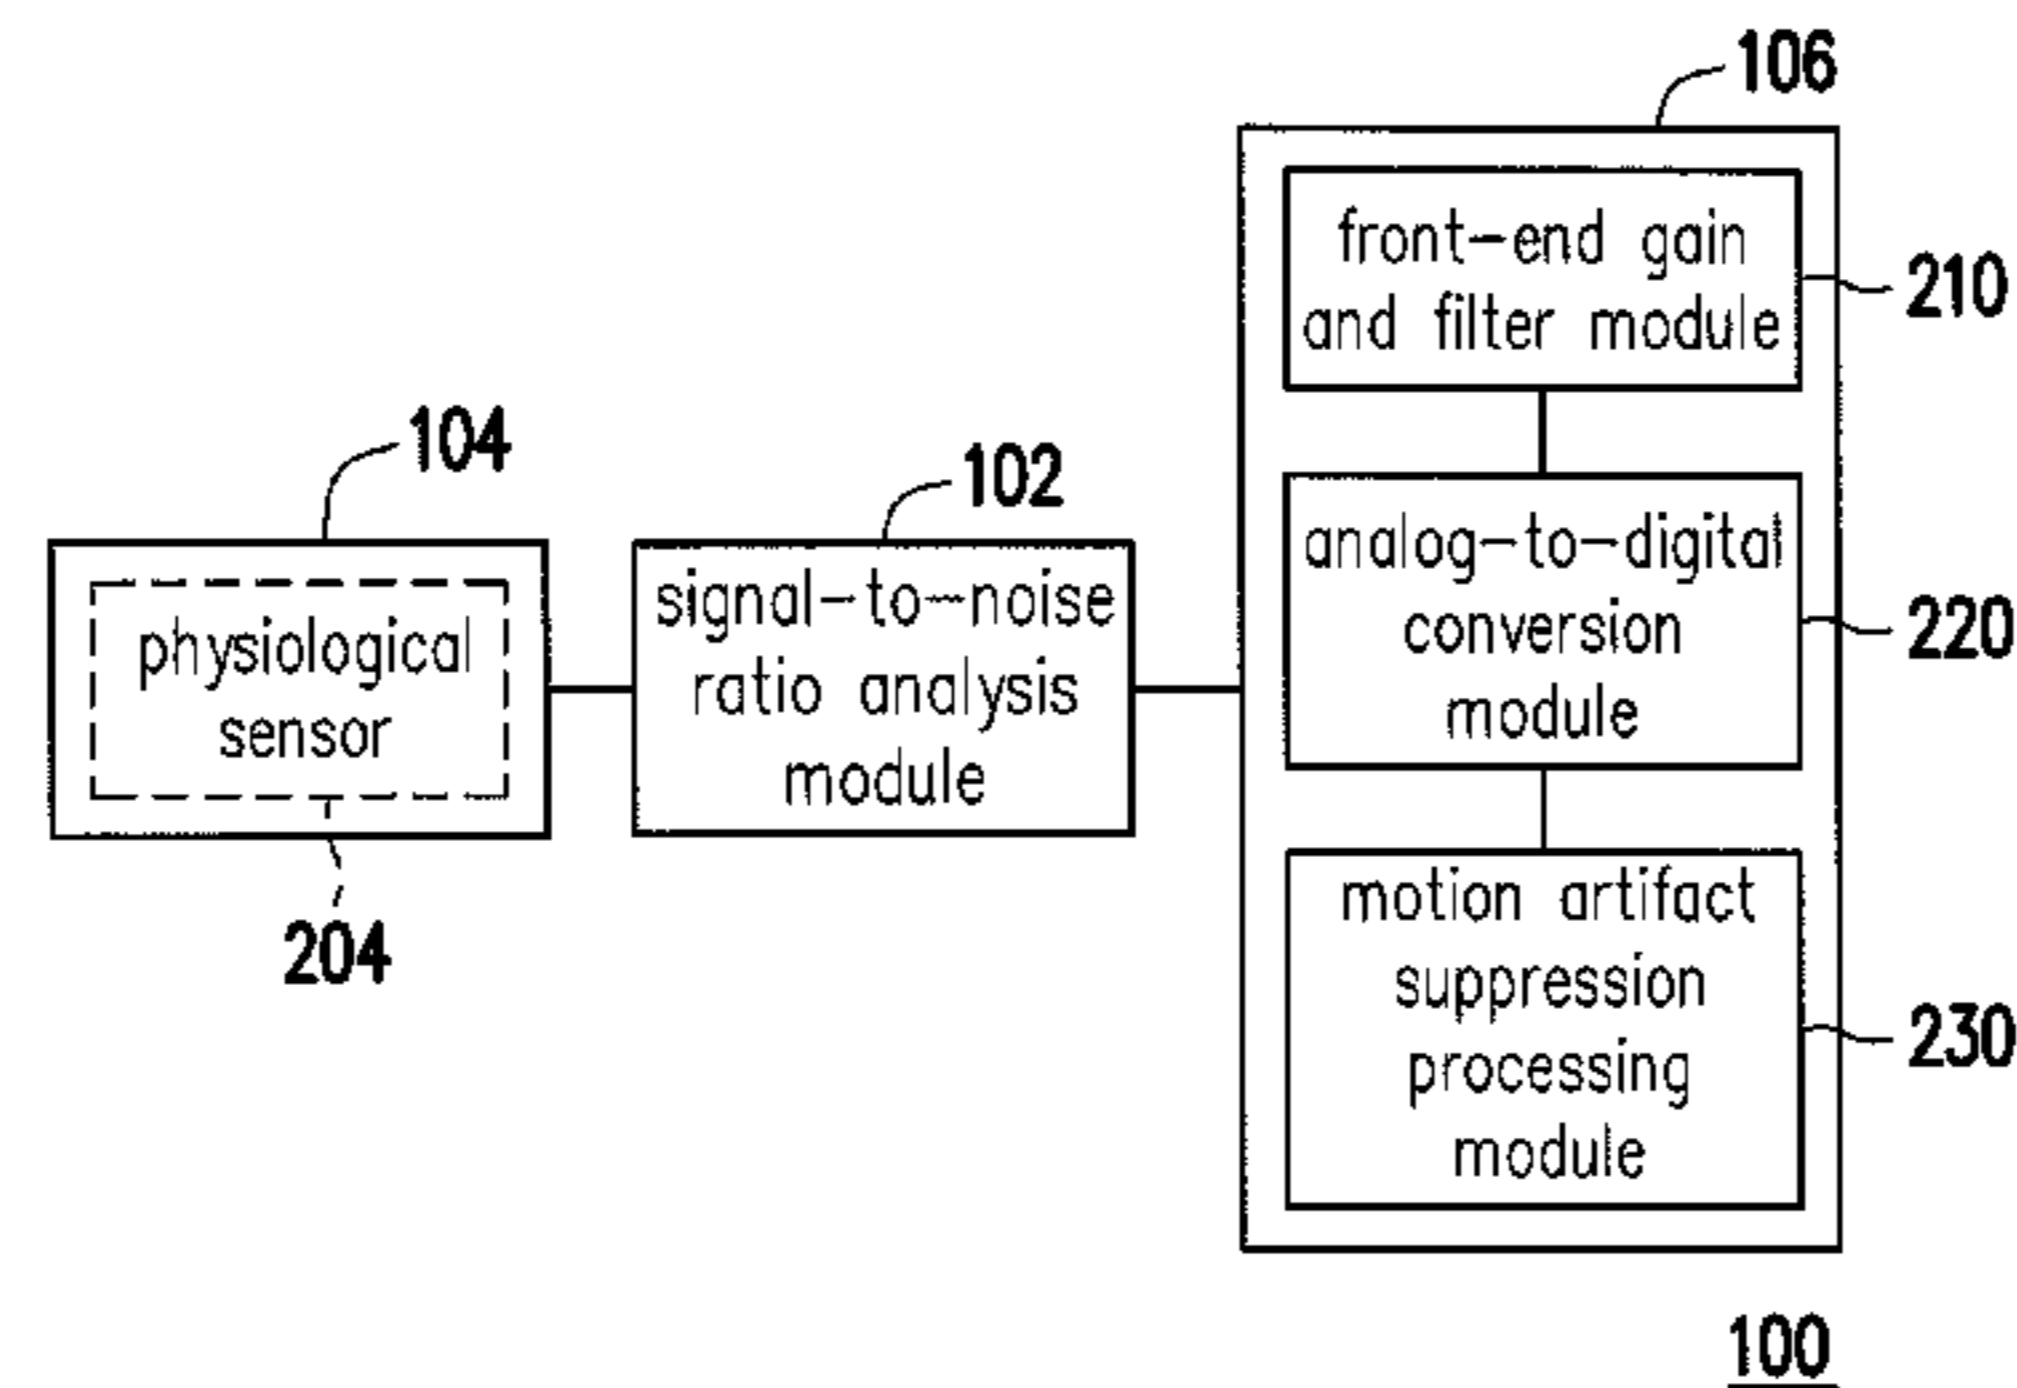 106
front-end gain
and filter module
210
104
102
physiological
sensor
signal-to-noise
ratio analysis
module
analog-to-digital
conversion
module
220
204
motion artifact
suppression
processing
module
230
100